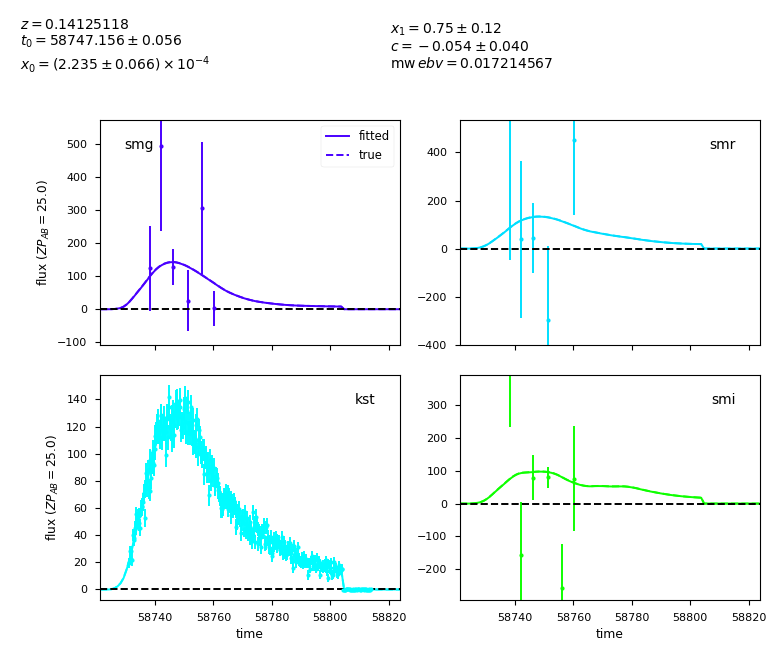 z = 0.14125118
t₀ = 58747.156 ± 0.056
x₀ = (2.235 ± 0.066) × 10⁻⁴
x₁ = 0.75 ± 0.12
c = −0.054 ± 0.040
mw ebv = 0.017214567
smg
fitted
true
500
400
300
200
100
0
−100
flux (ZP_AB = 25.0)
smr
400
200
0
−200
−400
kst
140
120
100
80
60
40
20
0
flux (ZP_AB = 25.0)
58740 58760 58780 58800 58820
time
smi
300
200
100
0
−100
−200
58740 58760 58780 58800 58820
time